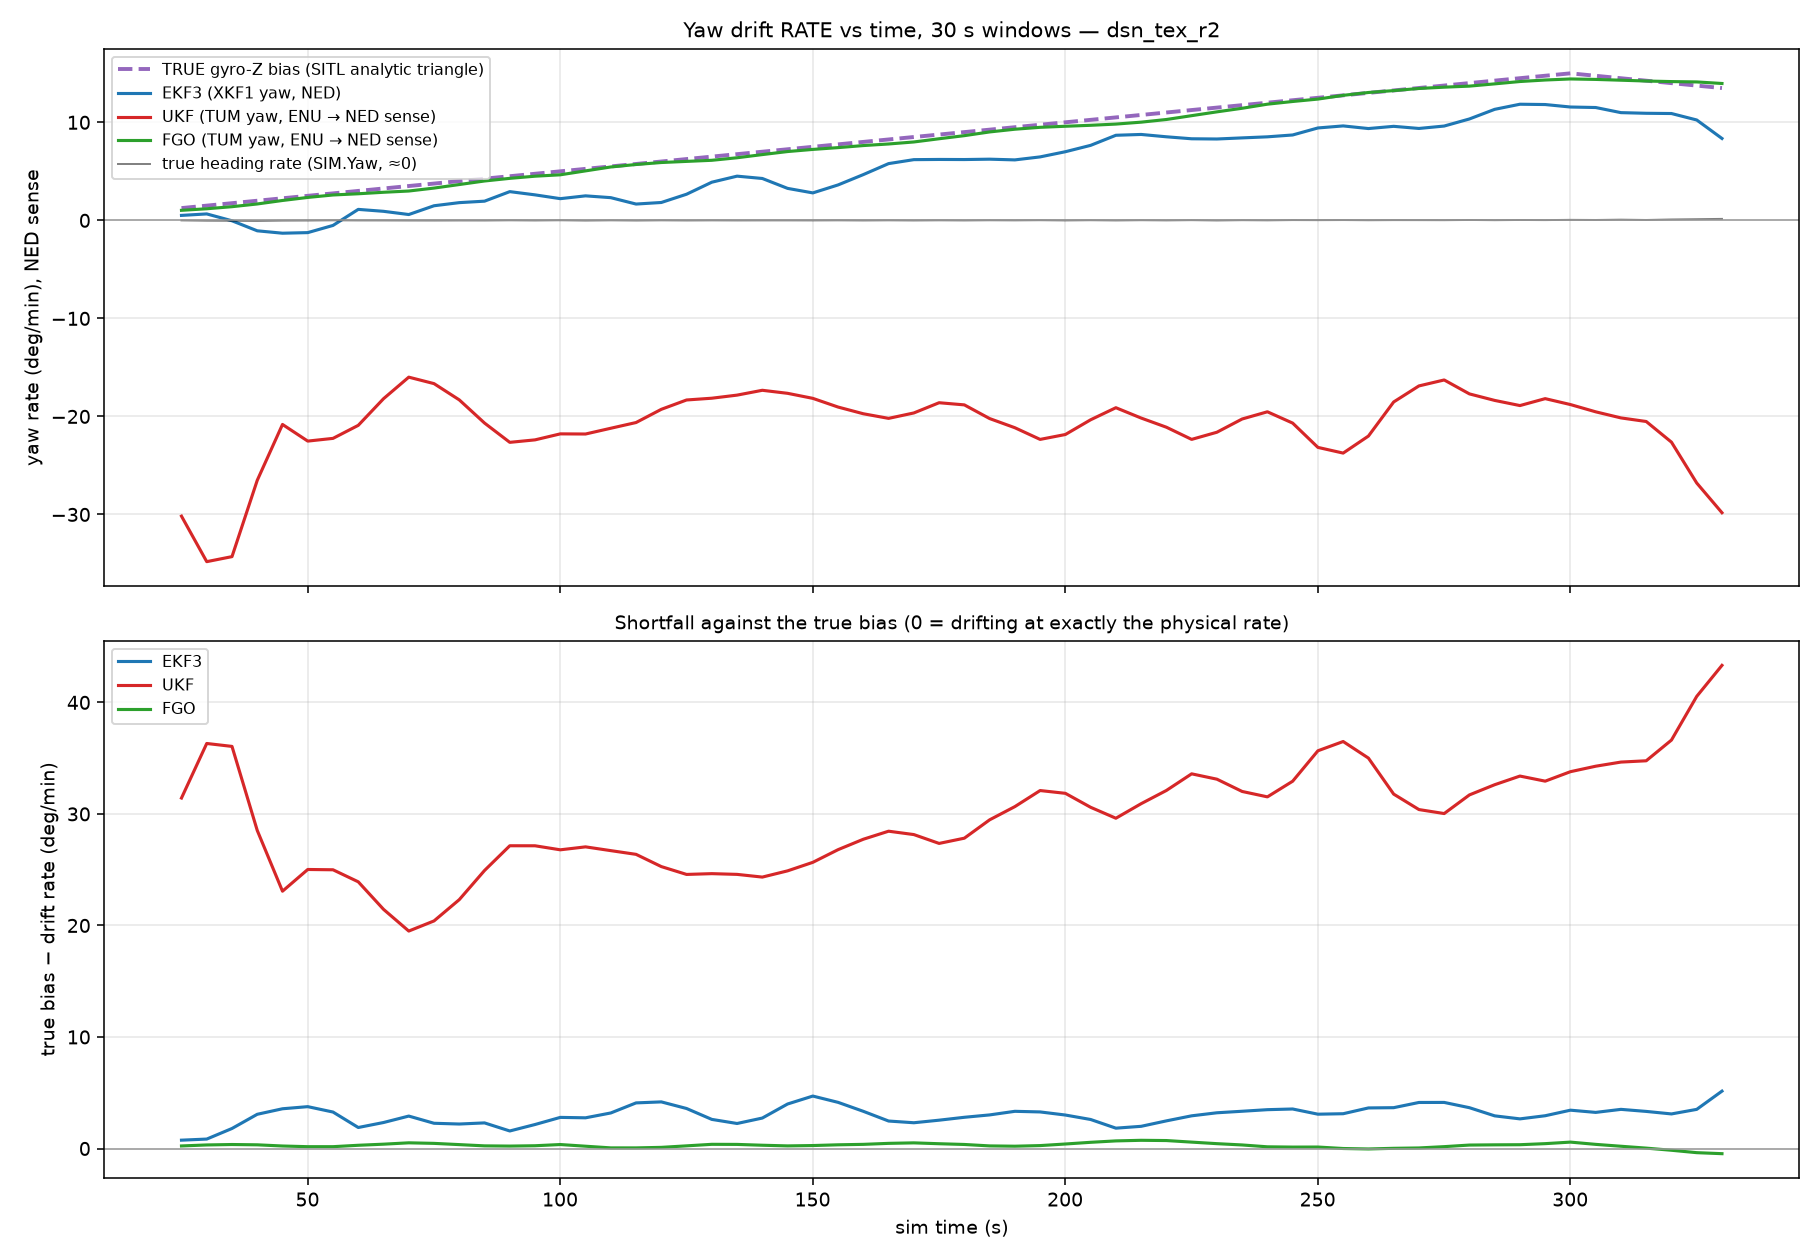 Yaw drift RATE vs time, 30 s windows — dsn_tex_r2
TRUE gyro-Z bias (SITL analytic triangle)
EKF3 (XKF1 yaw, NED)
UKF (TUM yaw, ENU → NED sense)
FGO (TUM yaw, ENU → NED sense)
true heading rate (SIM.Yaw, ≈0)
yaw rate (deg/min), NED sense
10
0
−10
−20
−30
Shortfall against the true bias (0 = drifting at exactly the physical rate)
EKF3
UKF
FGO
true bias − drift rate (deg/min)
40
30
20
10
0
50 100 150 200 250 300
sim time (s)